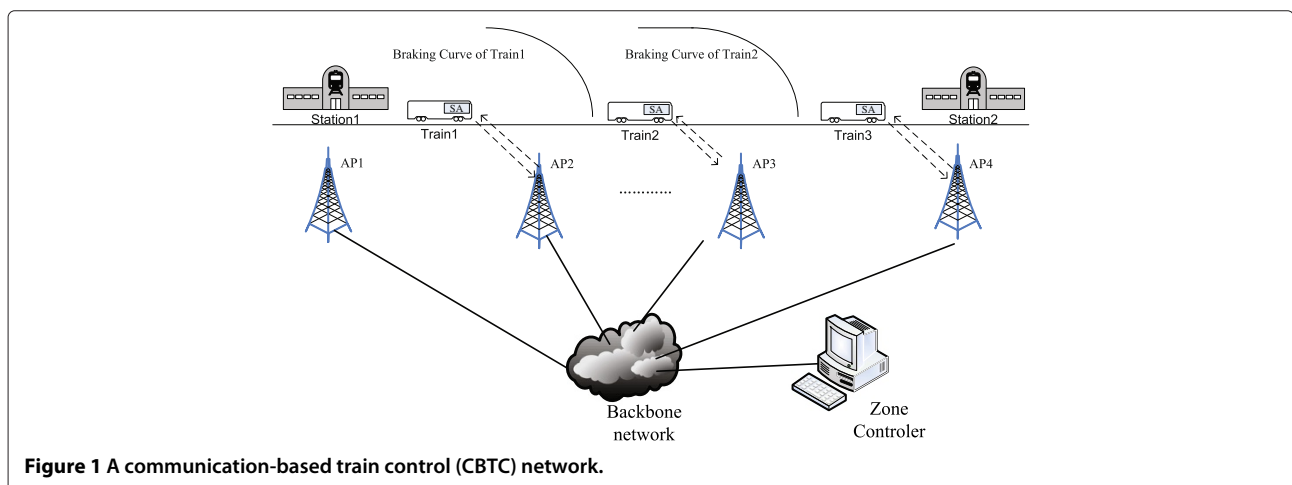 Braking Curve of Train1
Braking Curve of Train2
SA
SA
SA
Station1
Train1
Train2
Train3
Station2
AP1
AP2
AP3
AP4
............
Backbone
network
Zone
Controler
Figure 1 A communication-based train control (CBTC) network.